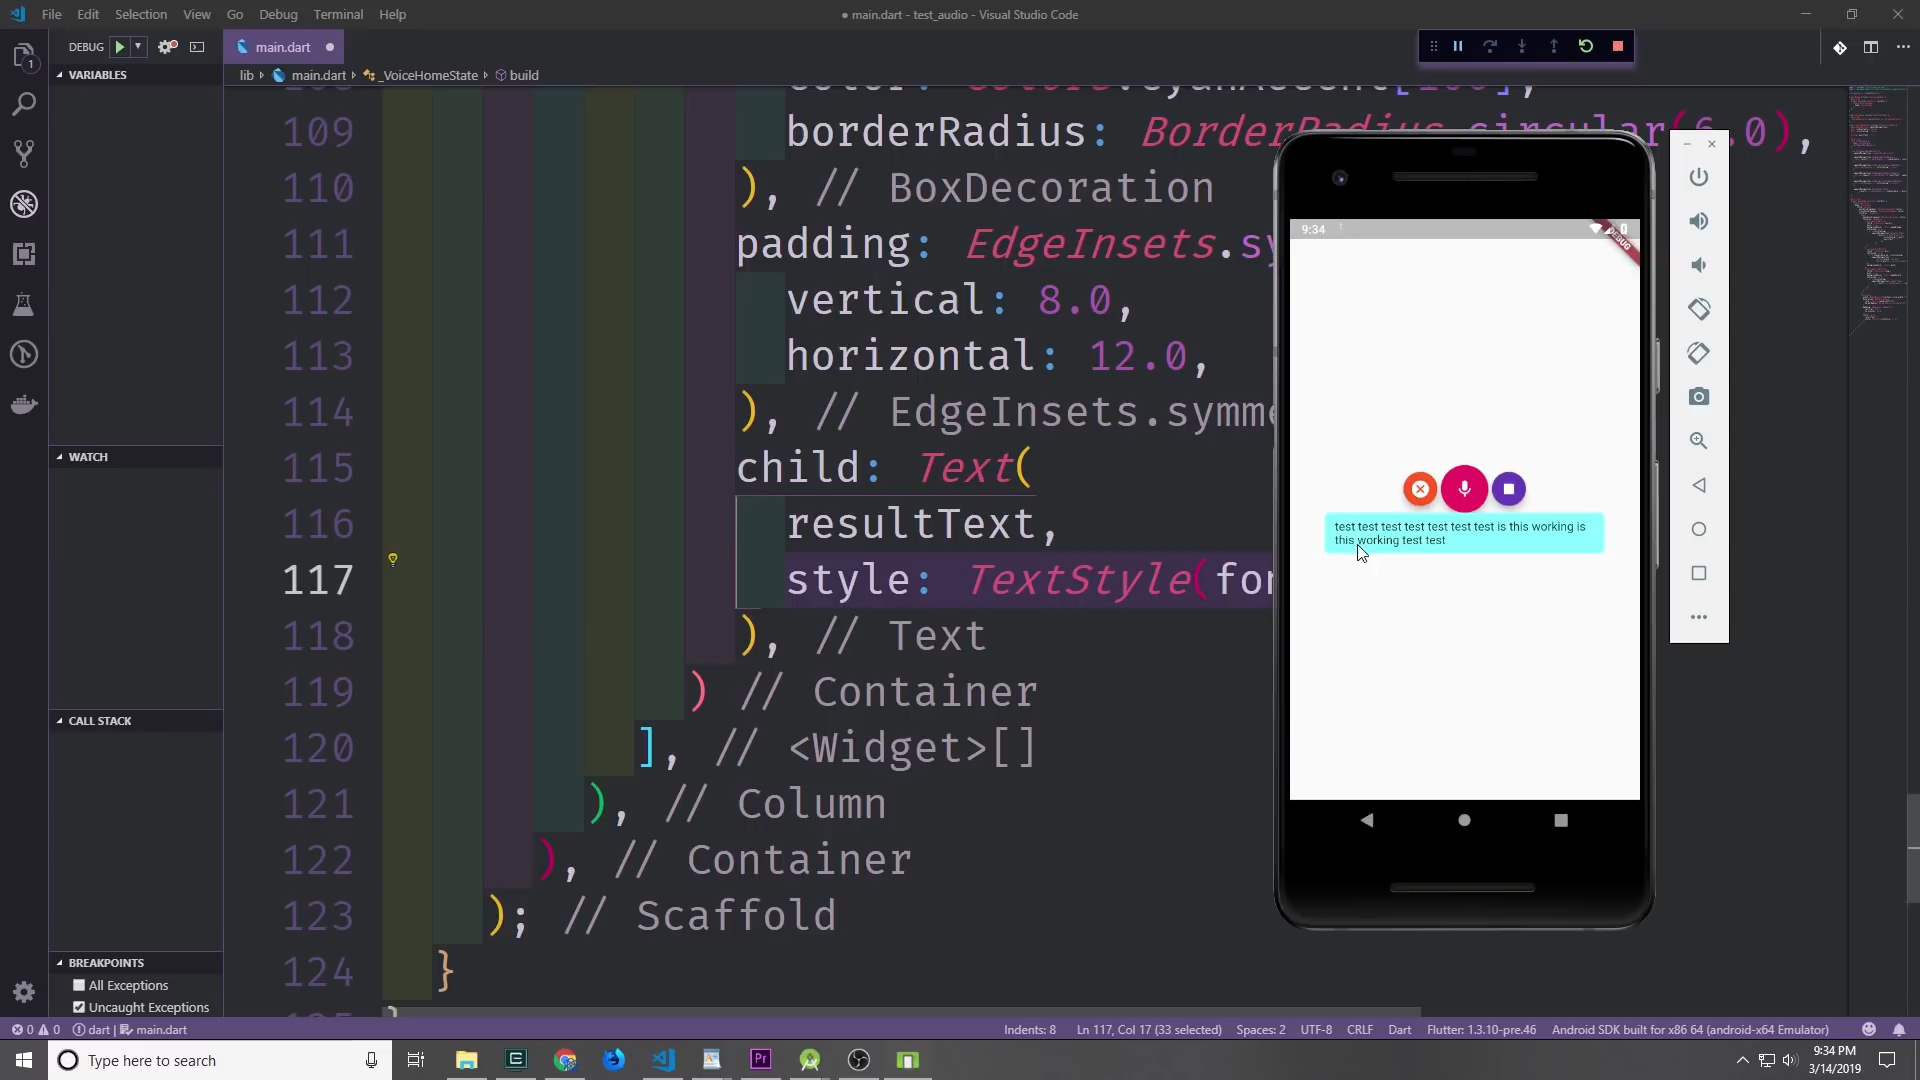 File Edit Selection View Go Debug Terminal Help
● main.dart - test_audio - Visual Studio Code
DEBUG
main.dart
1
VARIABLES
lib main.dart _VoiceHomeState build
109 borderRadius: BorderRadius.circular(6.0),
110 ), // BoxDecoration
111 padding: EdgeInsets.sy
112 vertical: 8.0,
113 horizontal: 12.0,
114 ), // EdgeInsets.symme
115 child: Text(
116 resultText,
117 style: TextStyle(fon
118 ), // Text
119 ) // Container
120 ], // <Widget>[]
121 ), // Column
122 ), // Container
123 ); // Scaffold
124 }
WATCH
CALL STACK
BREAKPOINTS
All Exceptions
Uncaught Exceptions
9:34
DEBUG
test test test test test test test is this working is
this working test test
0 0 dart | main.dart
Indents: 8 Ln 117, Col 17 (33 selected) Spaces: 2 UTF-8 CRLF Dart Flutter: 1.3.10-pre.46 Android SDK built for x86 64 (android-x64 Emulator)
Type here to search
Pr
9:34 PM
3/14/2019